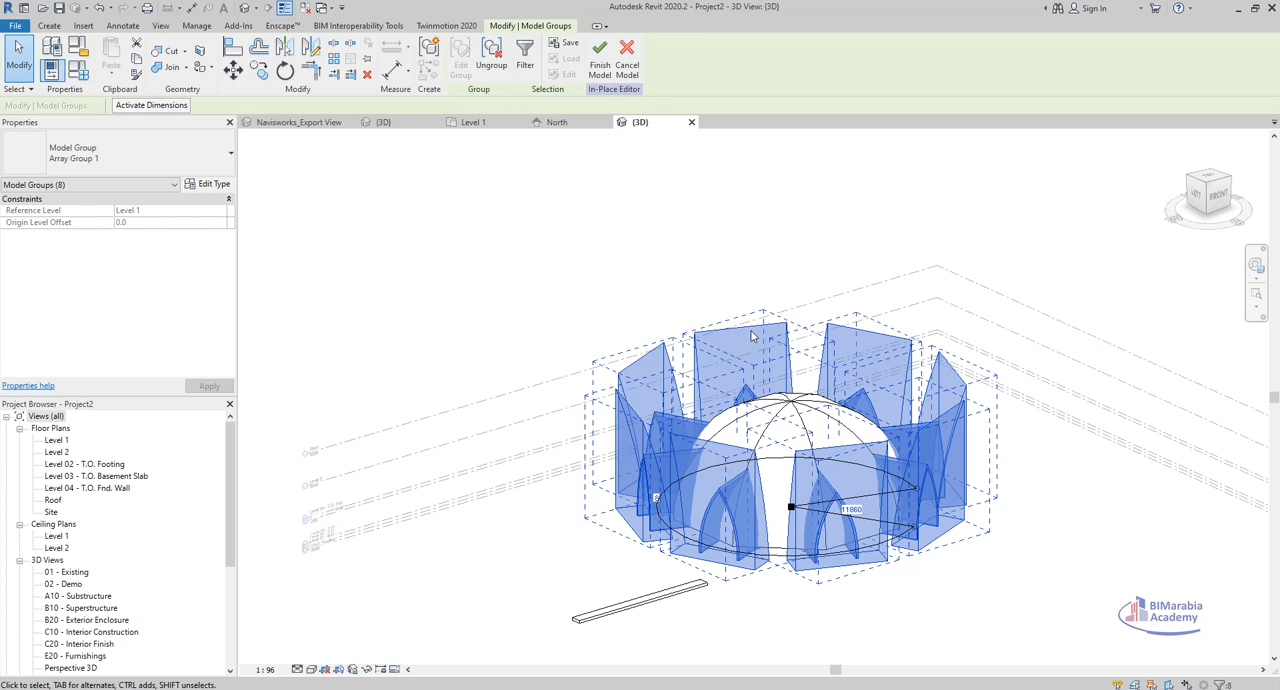 Autodesk Revit 2020.2 - Project2 - 3D View: {3D}
Sign In
File
Create
Insert
Annotate
View
Manage
Add-Ins
Enscape™
BIM Interoperability Tools
Twinmotion 2020
Modify | Model Groups
Modify
Paste
Cut
Join
Edit
Group
Ungroup
Filter
Save
Load
Edit
Finish
Model
Cancel
Model
Select
Properties
Clipboard
Geometry
Modify
Measure
Create
Group
Selection
In-Place Editor
Modify | Model Groups
Activate Dimensions
Properties
Navisworks_Export View
{3D}
Level 1
North
{3D}
Model Group
Array Group 1
Model Groups (8)
Edit Type
Constraints
Reference Level
Level 1
Origin Level Offset
0.0
LEFT
FRONT
8
11860
Properties help
Apply
Project Browser - Project2
Views (all)
Floor Plans
Level 1
Level 2
Level 02 - T.O. Footing
Level 03 - T.O. Basement Slab
Level 04 - T.O. Fnd. Wall
Roof
Site
Ceiling Plans
Level 1
Level 2
3D Views
01 - Existing
02 - Demo
A10 - Substructure
B10 - Superstructure
B20 - Exterior Enclosure
C10 - Interior Construction
C20 - Interior Finish
E20 - Furnishings
Perspective 3D
BIMarabia
Academy
1 : 96
Click to select, TAB for alternates, CTRL adds, SHIFT unselects.
:8